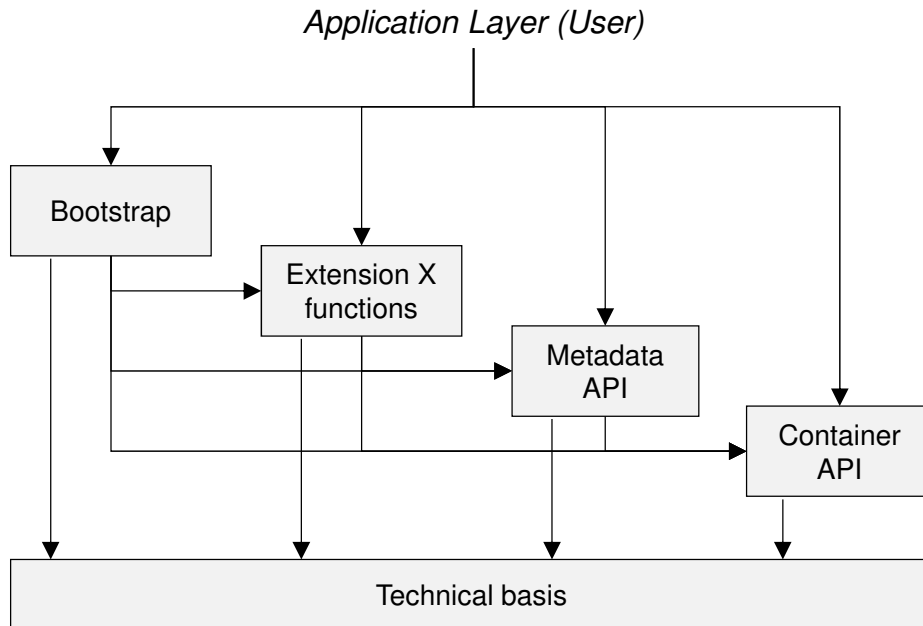 Application Layer (User)
Bootstrap
Extension X
functions
Metadata
API
Container
API
Technical basis